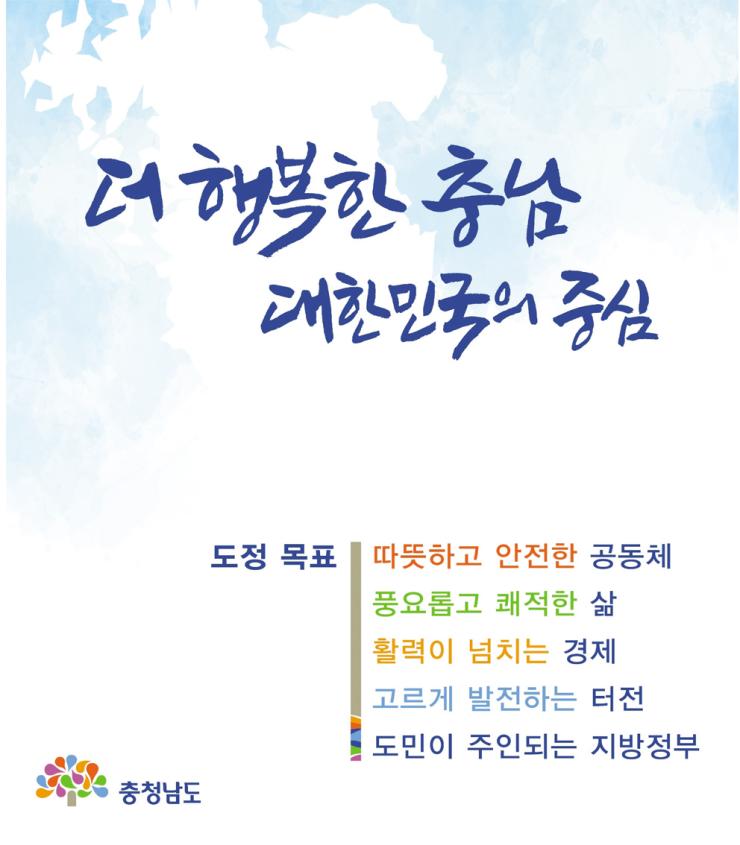 더 행복한 충남
대한민국의 중심
도정 목표
따뜻하고 안전한 공동체
풍요롭고 쾌적한 삶
활력이 넘치는 경제
고르게 발전하는 터전
도민이 주인되는 지방정부
충청남도